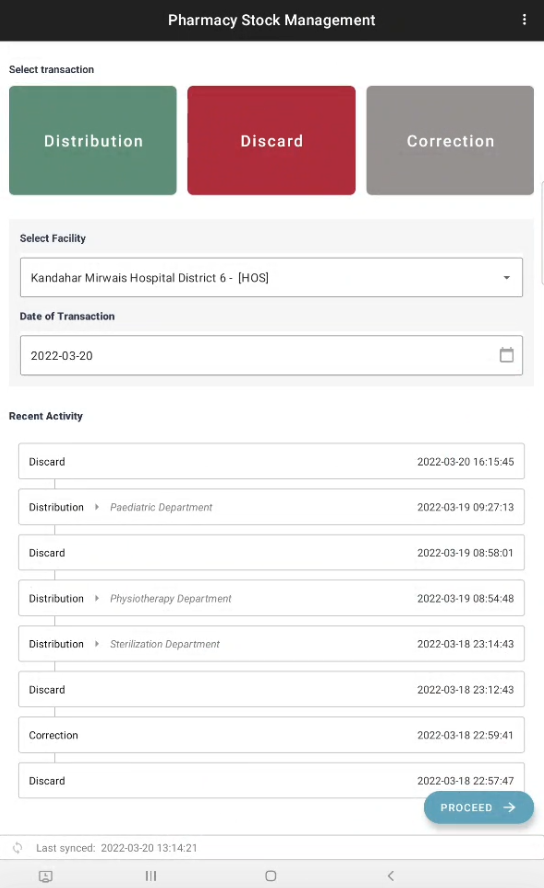 Pharmacy Stock Management
Select transaction
Distribution
Discard
Correction
Select Facility
Kandahar Mirwais Hospital District 6 - [HOS]
Date of Transaction
2022-03-20
Recent Activity
Discard 2022-03-20 16:15:45
Distribution Paediatric Department 2022-03-19 09:27:13
Discard 2022-03-19 08:58:01
Distribution Physiotherapy Department 2022-03-19 08:54:48
Distribution Sterilization Department 2022-03-18 23:14:43
Discard 2022-03-18 23:12:43
Correction 2022-03-18 22:59:41
Discard 2022-03-18 22:57:47
PROCEED
Last synced: 2022-03-20 13:14:21